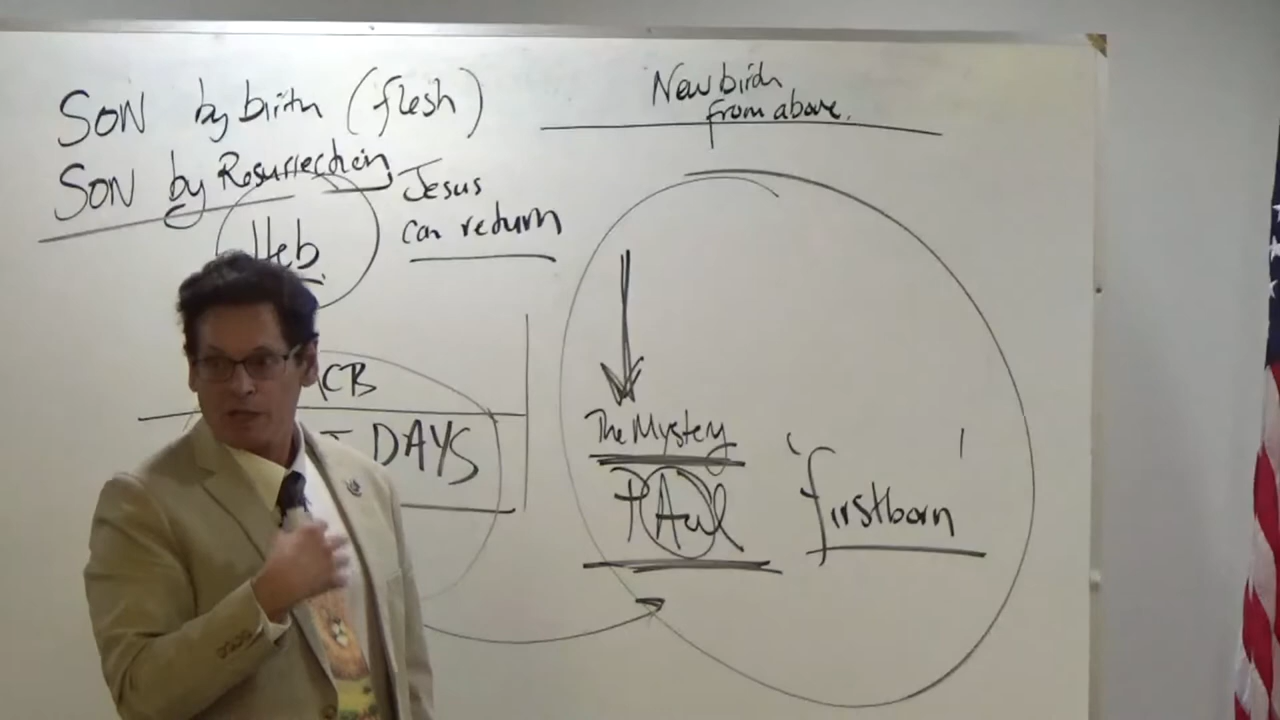 SON by birth (flesh)
SON by Resurrection
Jesus
can return
Heb
CB
DAYS
New birth
from above.
The Mystery
PAul
'firstborn'